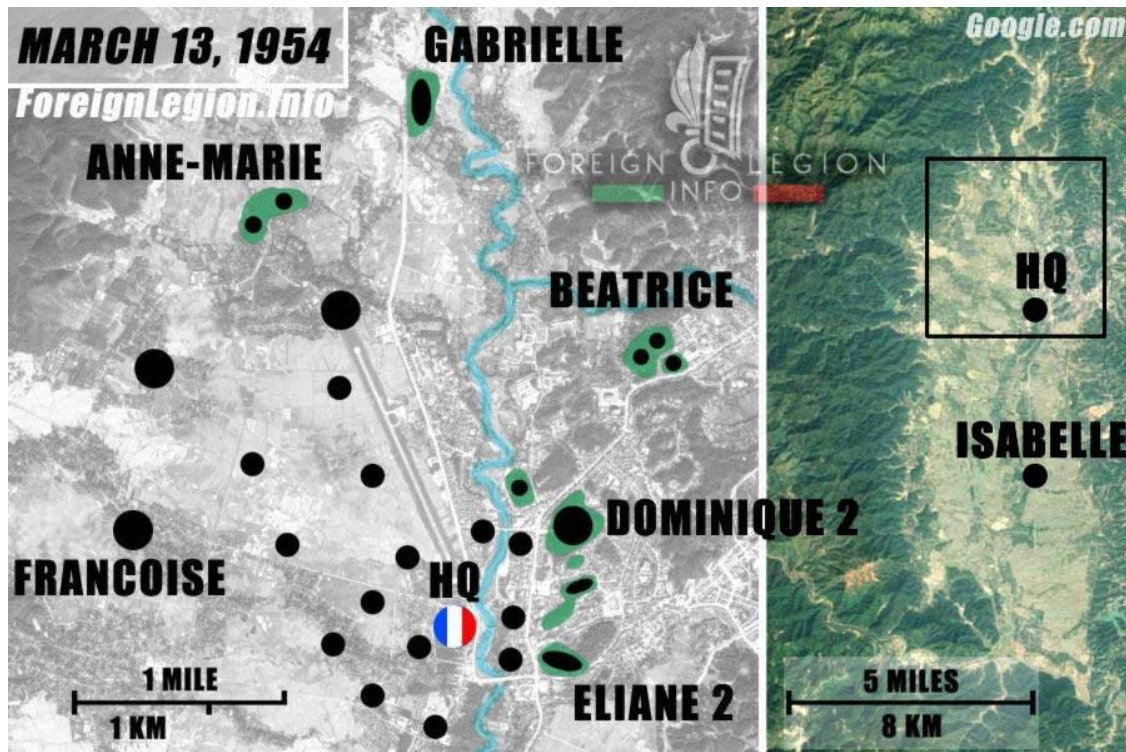 MARCH 13, 1954
ForeignLegion.Info
GABRIELLE
ANNE-MARIE
FOREIGN LEGION
INFO
BEATRICE
DOMINIQUE 2
FRANCOISE
HQ
ELIANE 2
1 MILE
1 KM
Google.com
HQ
ISABELLE
5 MILES
8 KM